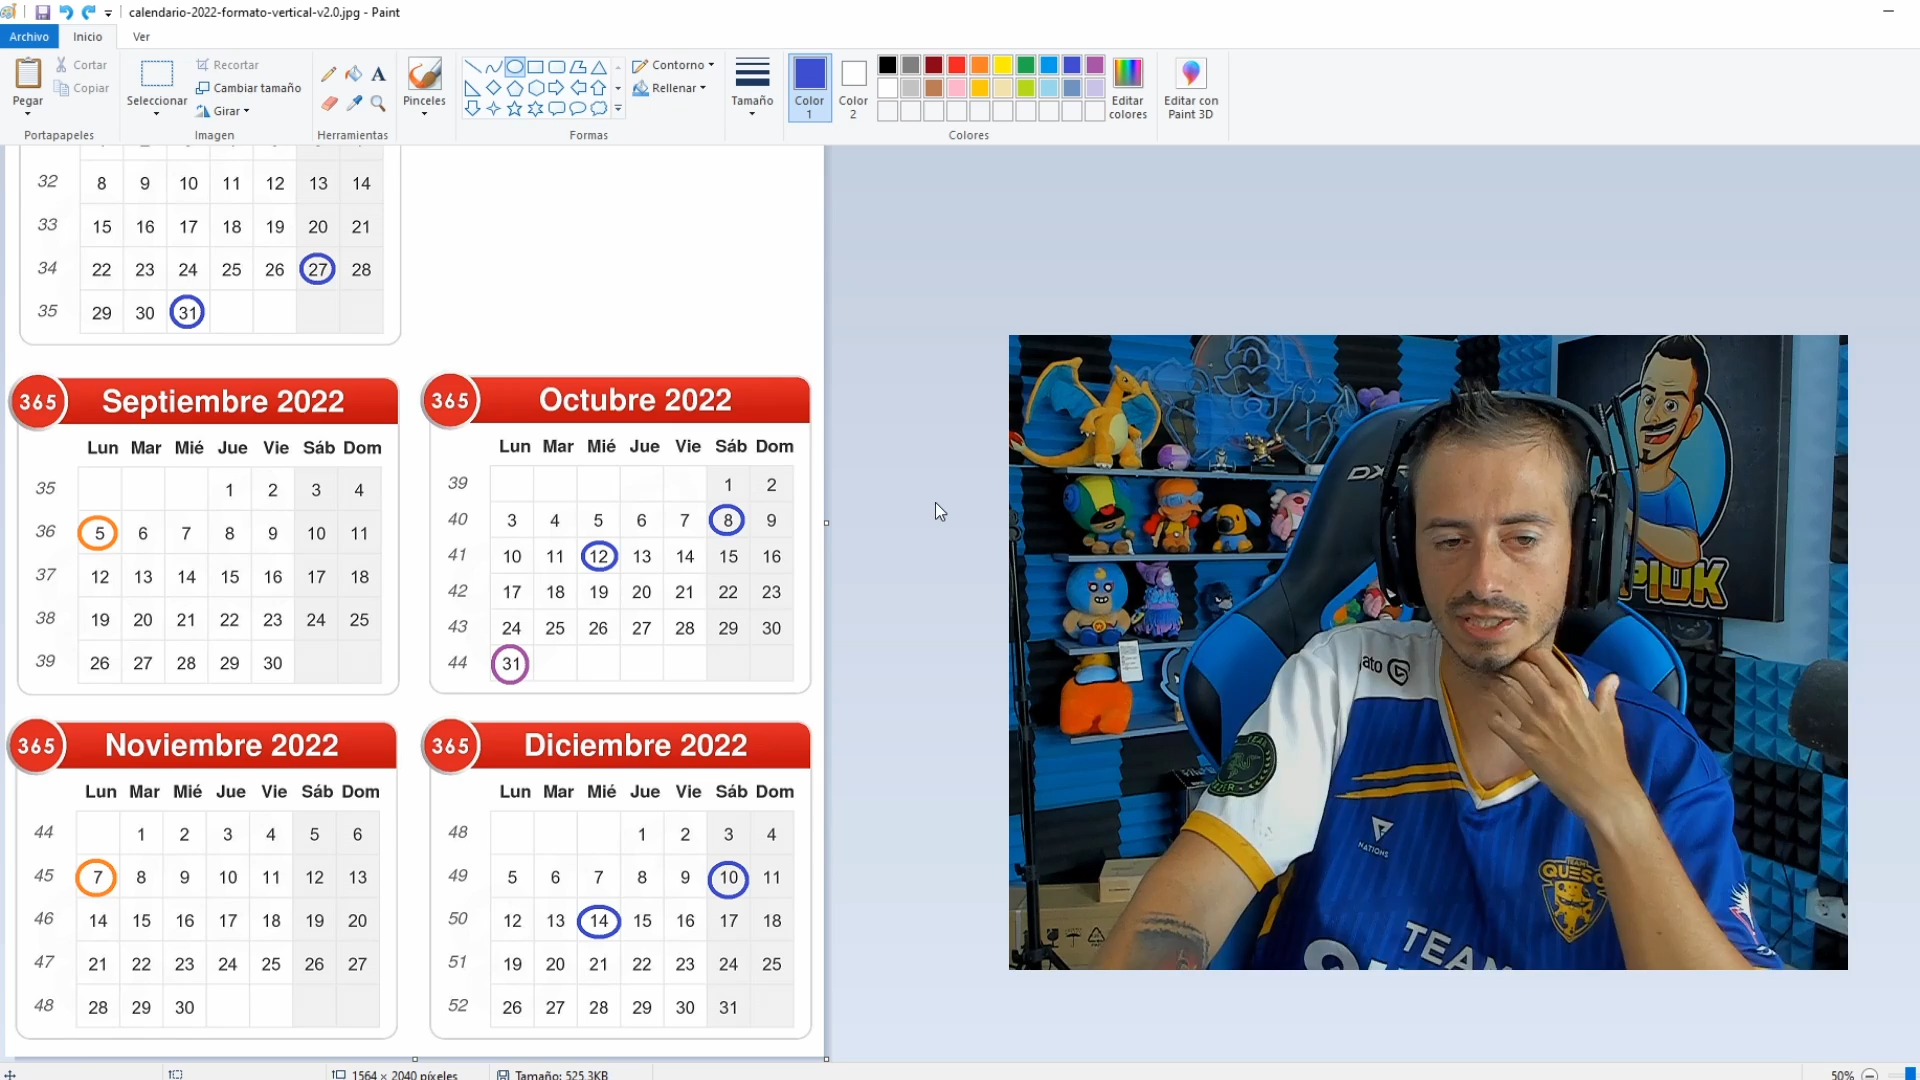 calendario-2022-formato-vertical-v2.0.jpg - Paint
Archivo Inicio Ver
Pegar
Cortar
Copiar
Portapapeles
Seleccionar
Recortar
Cambiar tamaño
Girar
Imagen
A
Herramientas
Pinceles
Contorno
Rellenar
Formas
Tamaño
Color 1
Color 2
Editar colores
Colores
Editar con Paint 3D
32 8 9 10 11 12 13 14
33 15 16 17 18 19 20 21
34 22 23 24 25 26 27 28
35 29 30 31
365 Septiembre 2022
Lun Mar Mié Jue Vie Sáb Dom
35 1 2 3 4
36 5 6 7 8 9 10 11
37 12 13 14 15 16 17 18
38 19 20 21 22 23 24 25
39 26 27 28 29 30
365 Octubre 2022
Lun Mar Mié Jue Vie Sáb Dom
39 1 2
40 3 4 5 6 7 8 9
41 10 11 12 13 14 15 16
42 17 18 19 20 21 22 23
43 24 25 26 27 28 29 30
44 31
365 Noviembre 2022
Lun Mar Mié Jue Vie Sáb Dom
44 1 2 3 4 5 6
45 7 8 9 10 11 12 13
46 14 15 16 17 18 19 20
47 21 22 23 24 25 26 27
48 28 29 30
365 Diciembre 2022
Lun Mar Mié Jue Vie Sáb Dom
48 1 2 3 4
49 5 6 7 8 9 10 11
50 12 13 14 15 16 17 18
51 19 20 21 22 23 24 25
52 26 27 28 29 30 31
DXR
PIOK
ato G
NATIONS
TEAM
QUESO
TEAM
1564 × 2040 píxeles
Tamaño: 525,3KB
50%